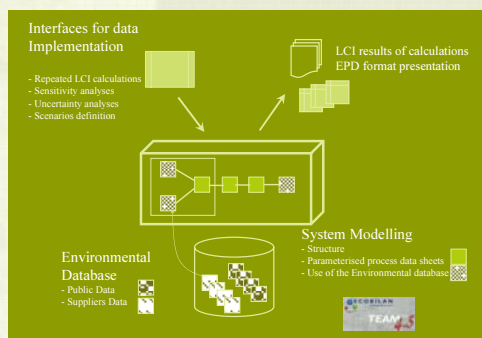 Interfaces for data
Implementation
- Repeated LCI calculations
- Sensitivity analyses
- Uncertainty analyses
- Scenarios definition
LCI results of calculations
EPD format presentation
System Modelling
- Structure
- Parameterised process data sheets
- Use of the Environmental database
Environmental
Database
- Public Data
- Suppliers Data
ECOBILAN
TEAM 4.5